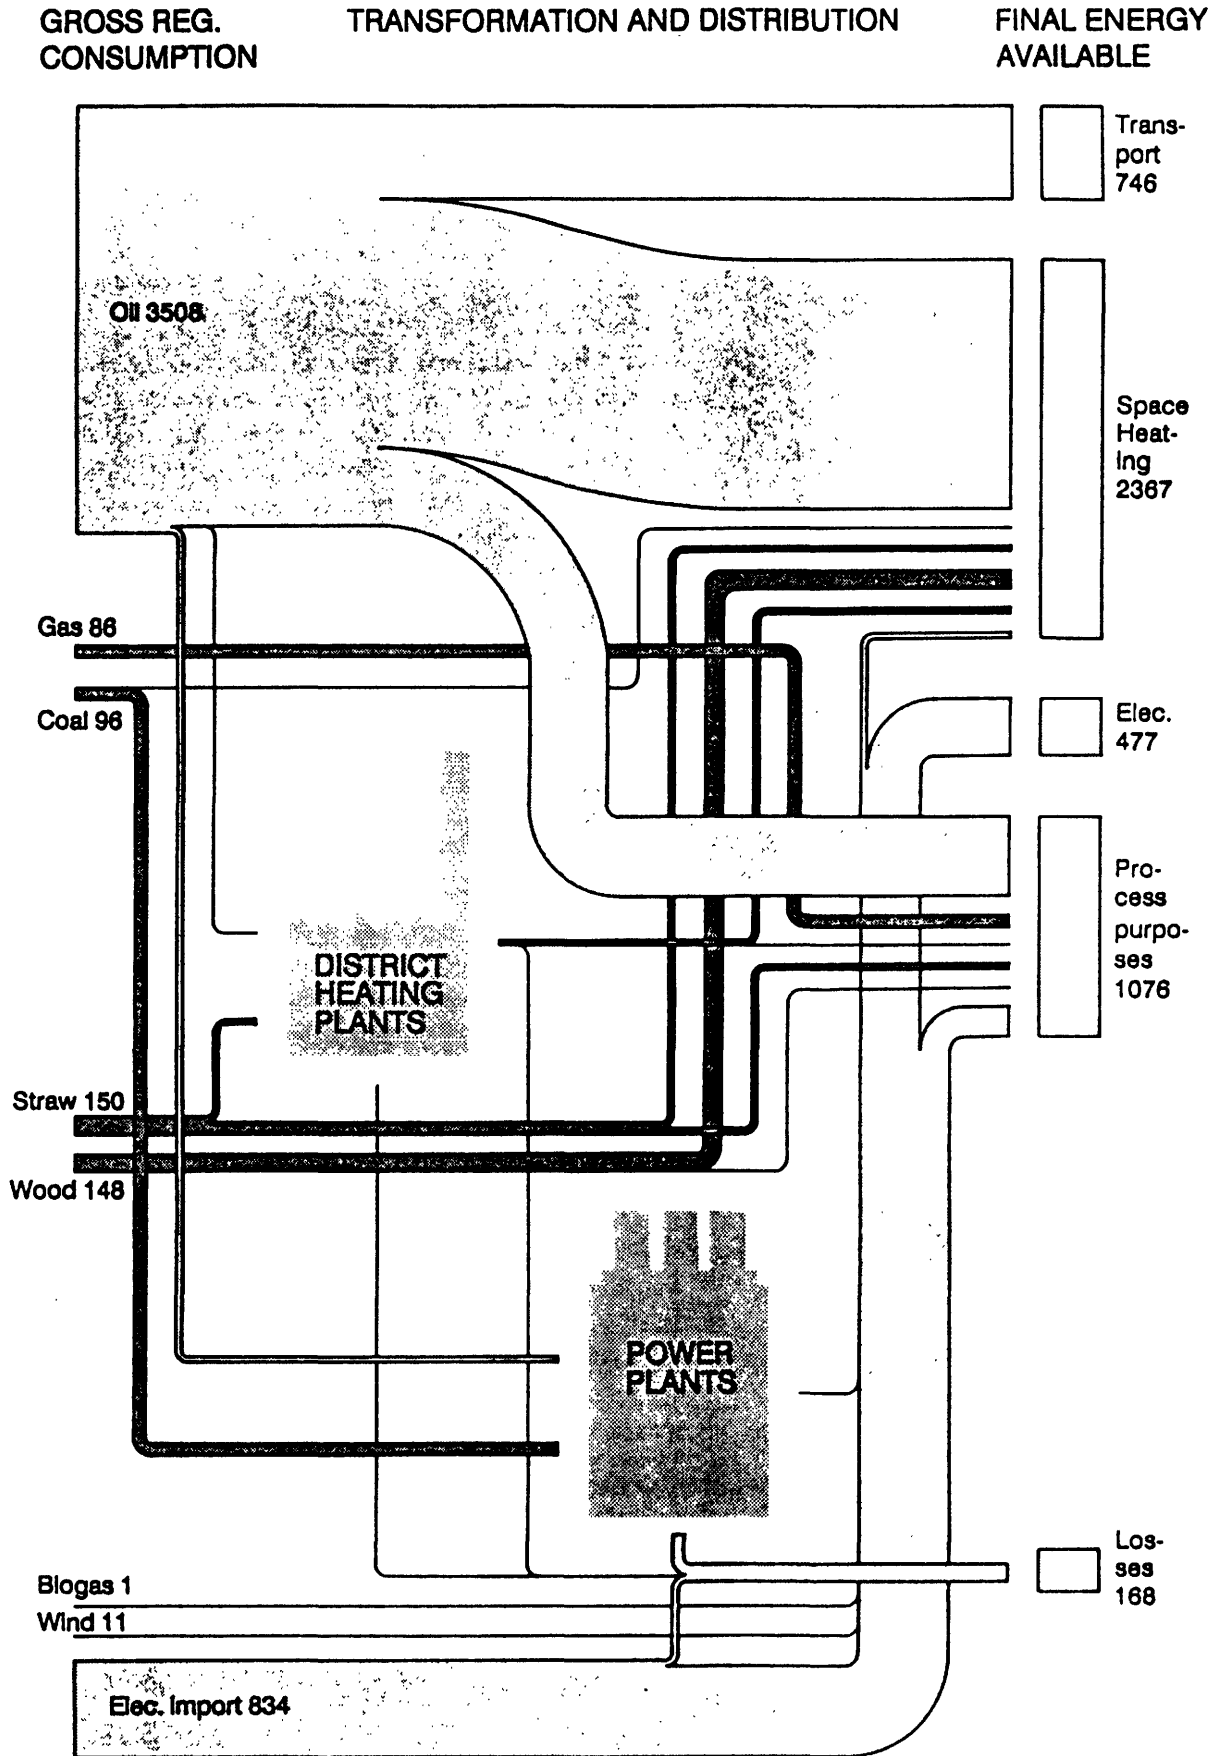 GROSS REG.
CONSUMPTION
TRANSFORMATION AND DISTRIBUTION
FINAL ENERGY
AVAILABLE
Trans-
port
746
Oil 3508
Space
Heat-
ing
2367
Gas 86
Coal 96
Elec.
477
Pro-
cess
purpo-
ses
1076
DISTRICT
HEATING
PLANTS
Straw 150
Wood 148
POWER
PLANTS
Los-
ses
168
Biogas 1
Wind 11
Elec. Import 834